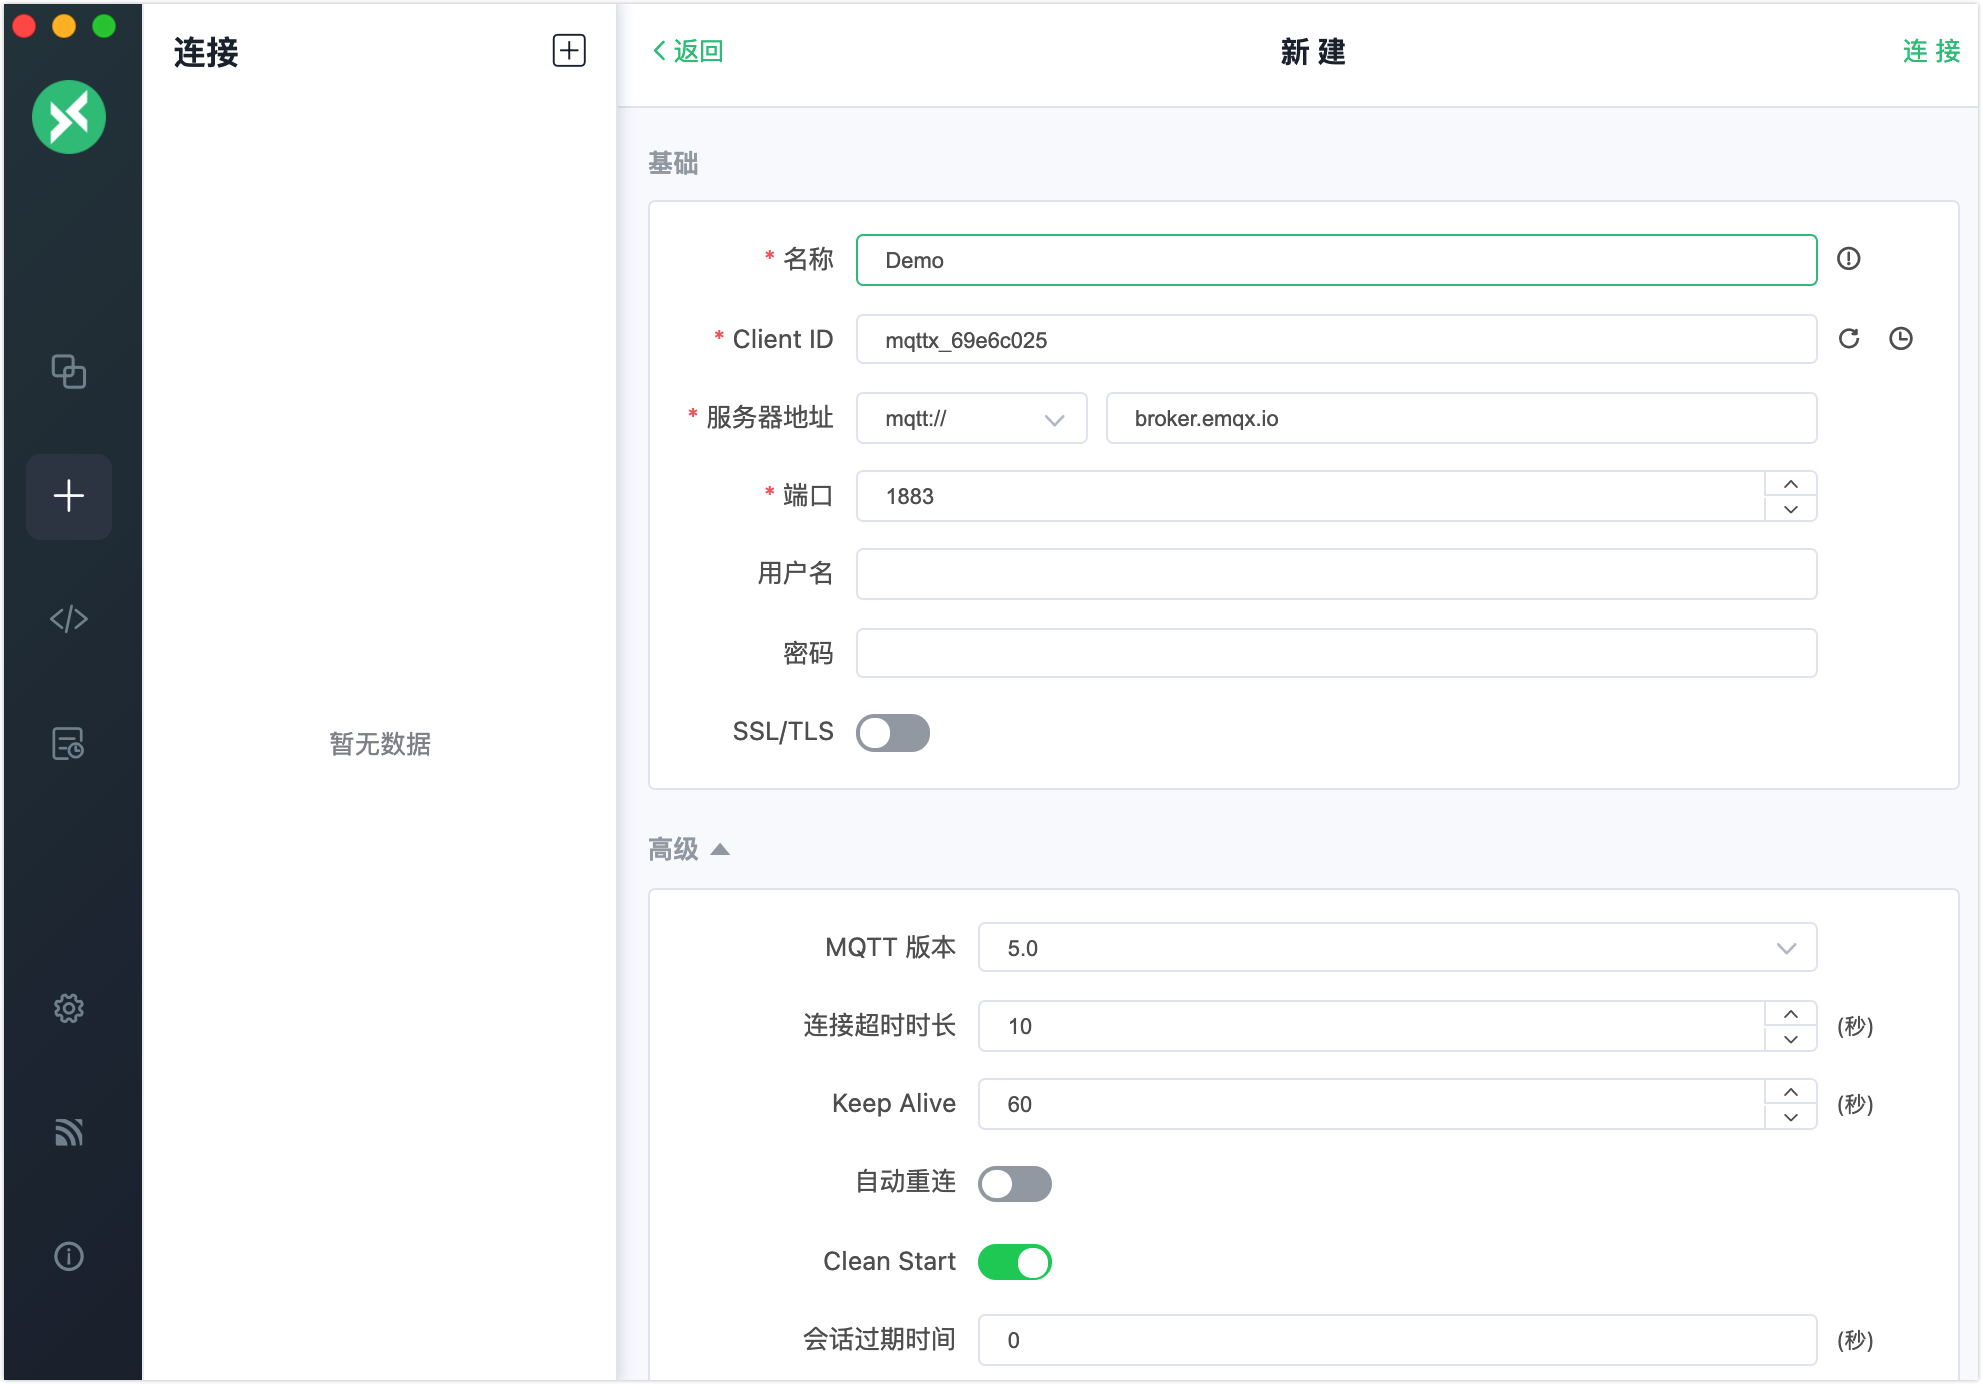 连接
返回
新 建
连 接
基础
* 名称
Demo
* Client ID
mqttx_69e6c025
* 服务器地址
mqtt://
broker.emqx.io
* 端口
1883
用户名
密码
SSL/TLS
暂无数据
高级
MQTT 版本
5.0
连接超时时长
10
(秒)
Keep Alive
60
(秒)
自动重连
Clean Start
会话过期时间
0
(秒)